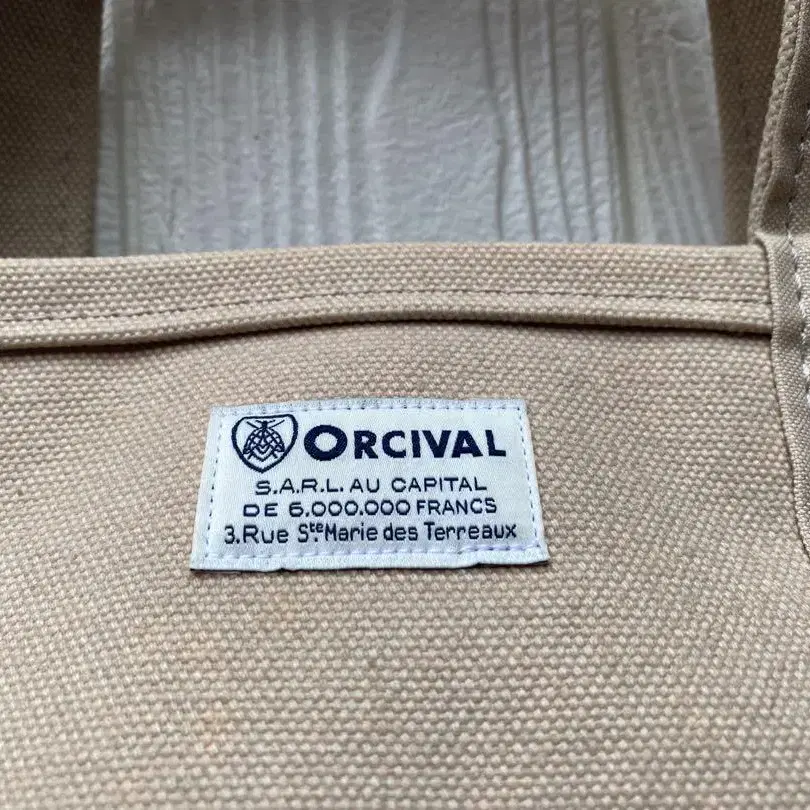 ORCIVAL
S.A.R.L. AU CAPITAL
DE 6.000.000 FRANCS
3.Rue Ste.Marie des Terreaux